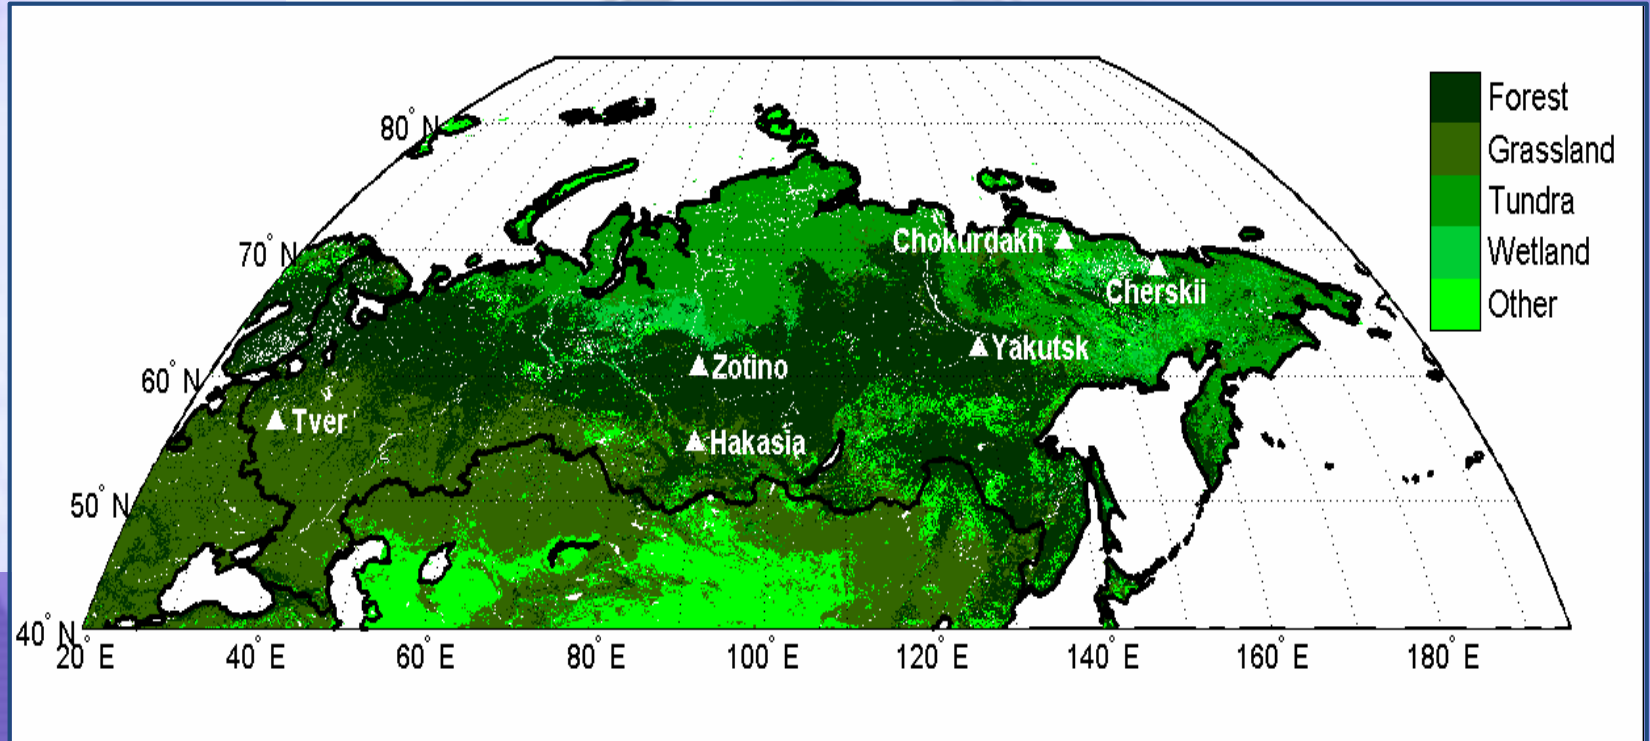 80° N
70° N
60° N
50° N
40° N
20° E
40° E
60° E
80° E
100° E
120° E
140° E
160° E
180° E
Chokurdakh
Cherskii
Yakutsk
Zotino
Tver
Hakasia
Forest
Grassland
Tundra
Wetland
Other